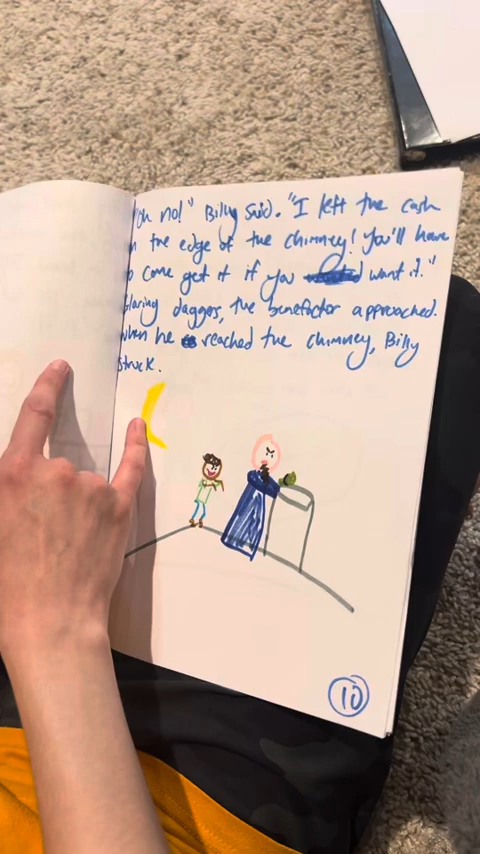 "Oh no!" Billy said. "I left the cash
n the edge of the chimney! You'll have
o come get it if you want it."
Glaring daggers, the benefactor approached.
When he reached the chimney, Billy
struck.
10